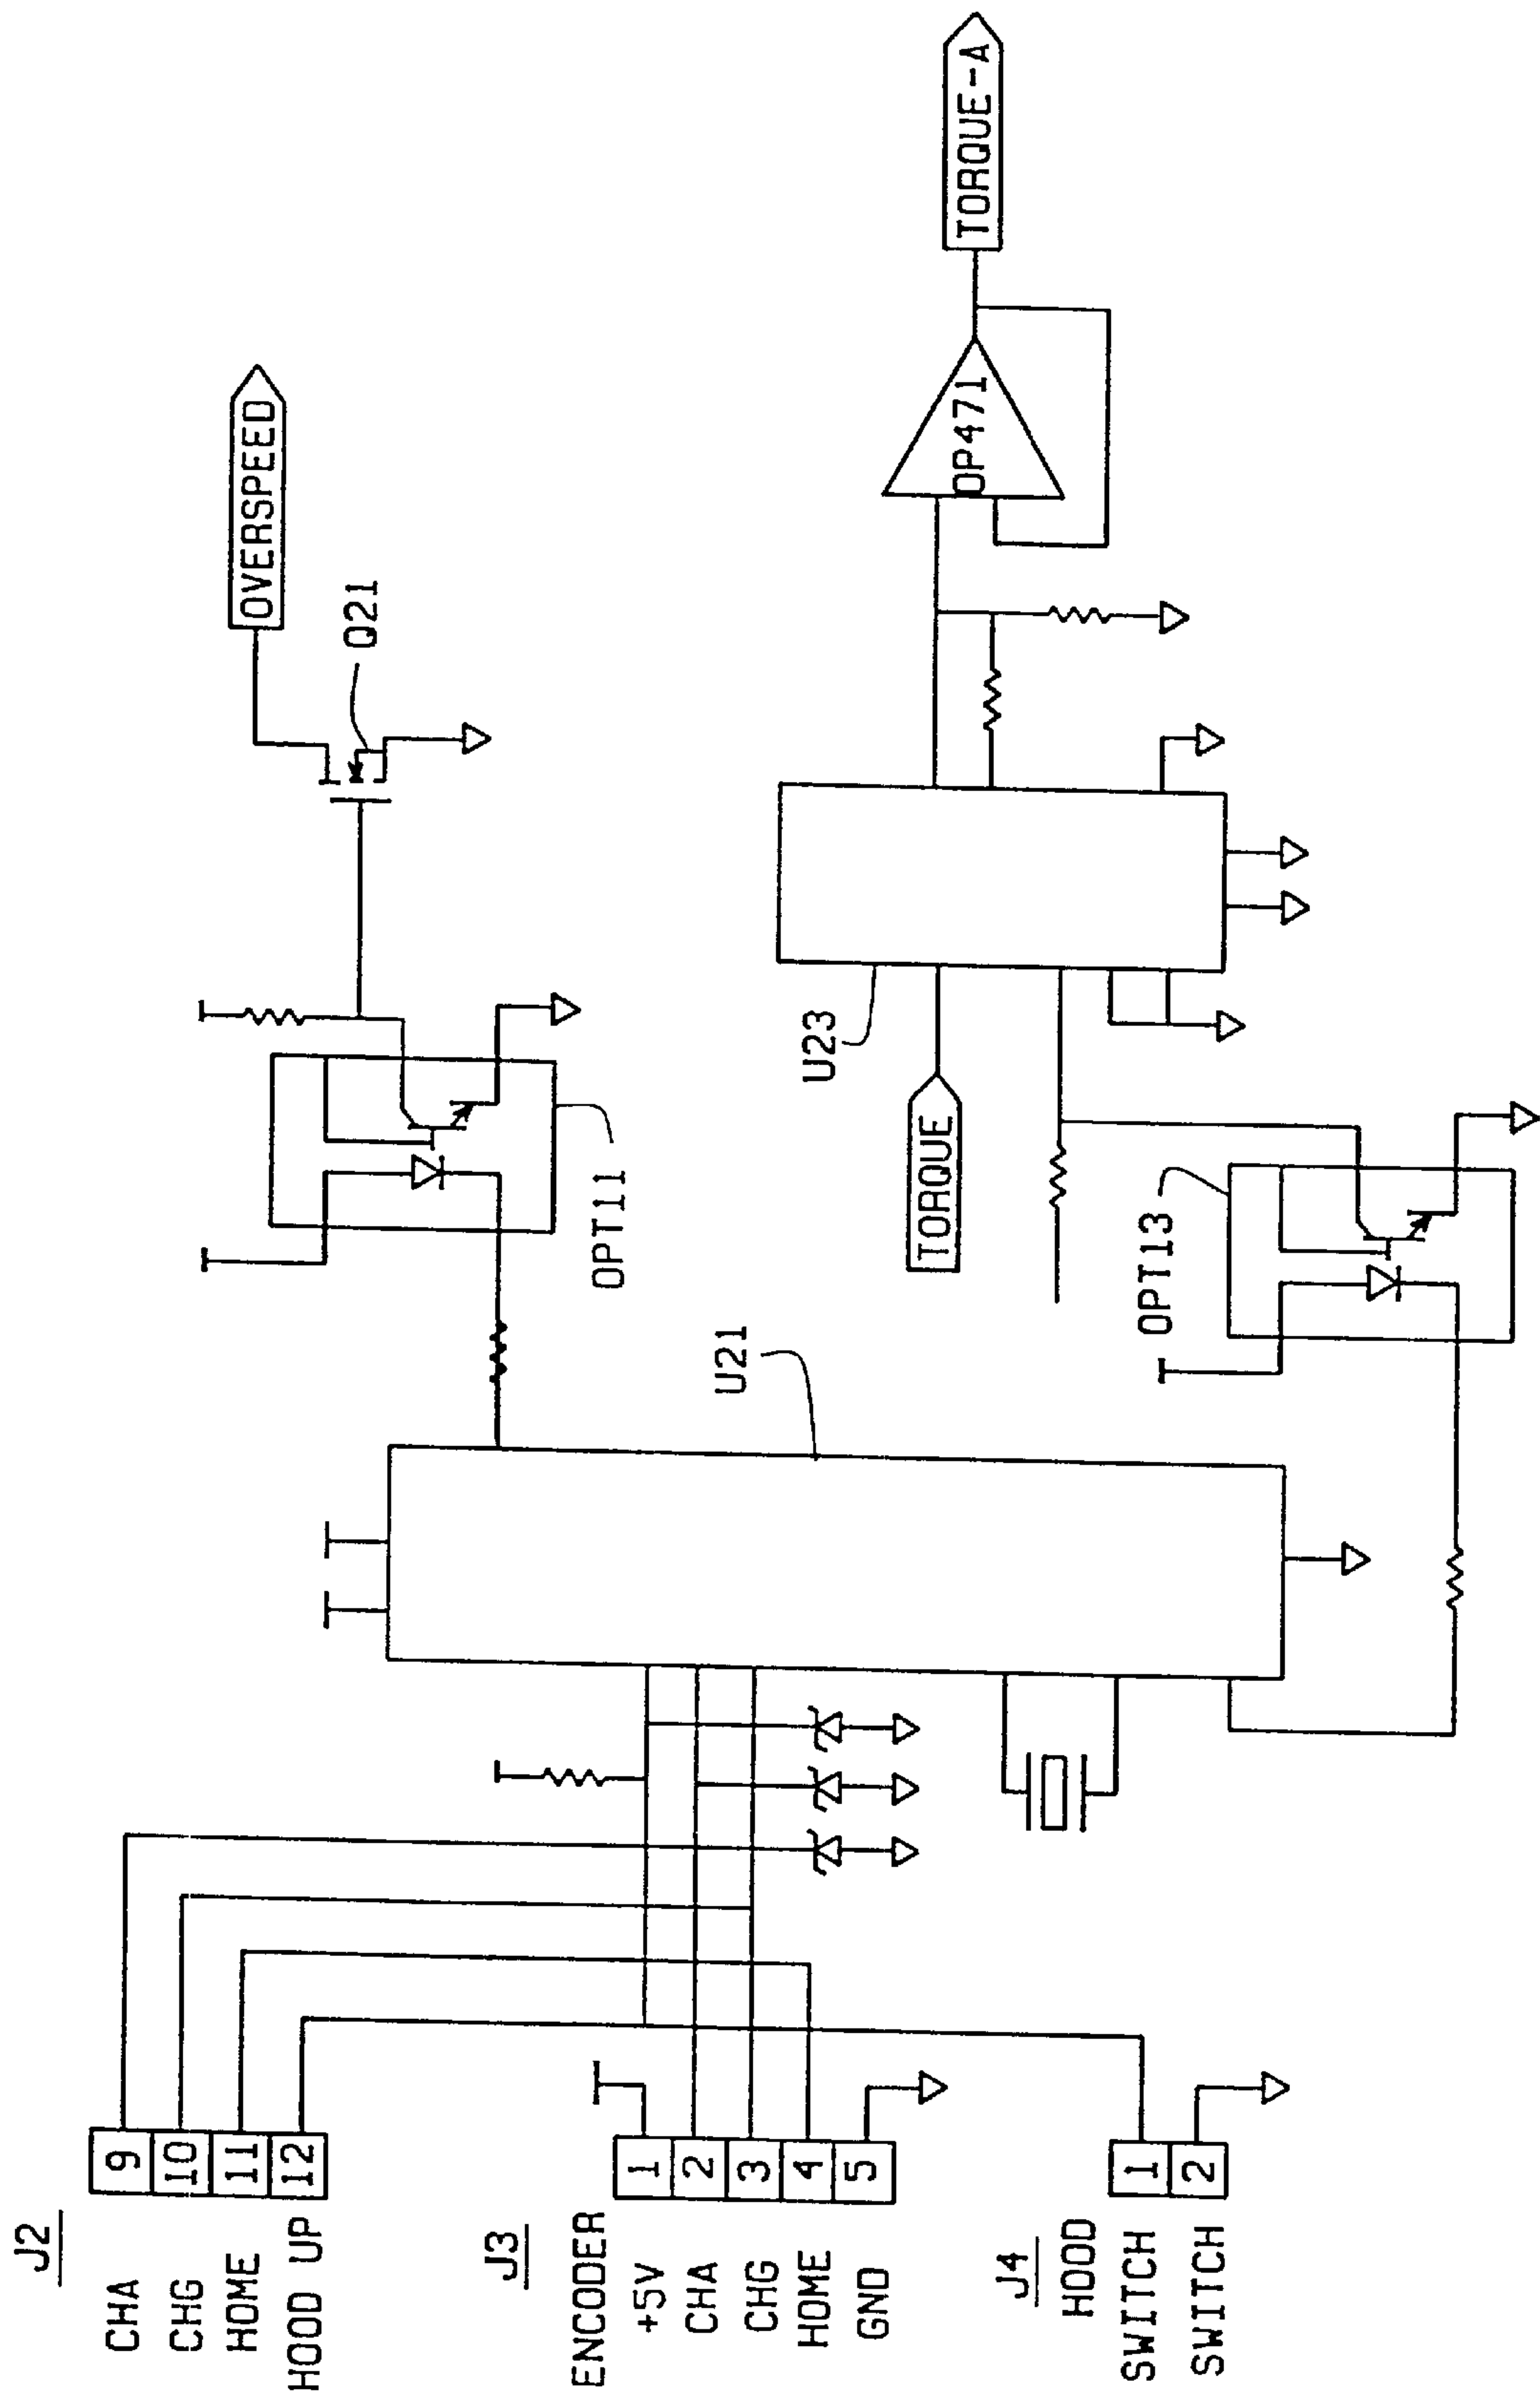 J2
CHA
CHG
HOME
HOOD UP
9
10
11
12
J3
ENCODER
+5V
CHA
CHG
HOME
GND
1
2
3
4
5
J4
HOOD
SWITCH
SWITCH
1
2
U21
OPT11
OPT13
TORQUE
U23
Q21
OVERSPEED
OP471
TORQUE-A